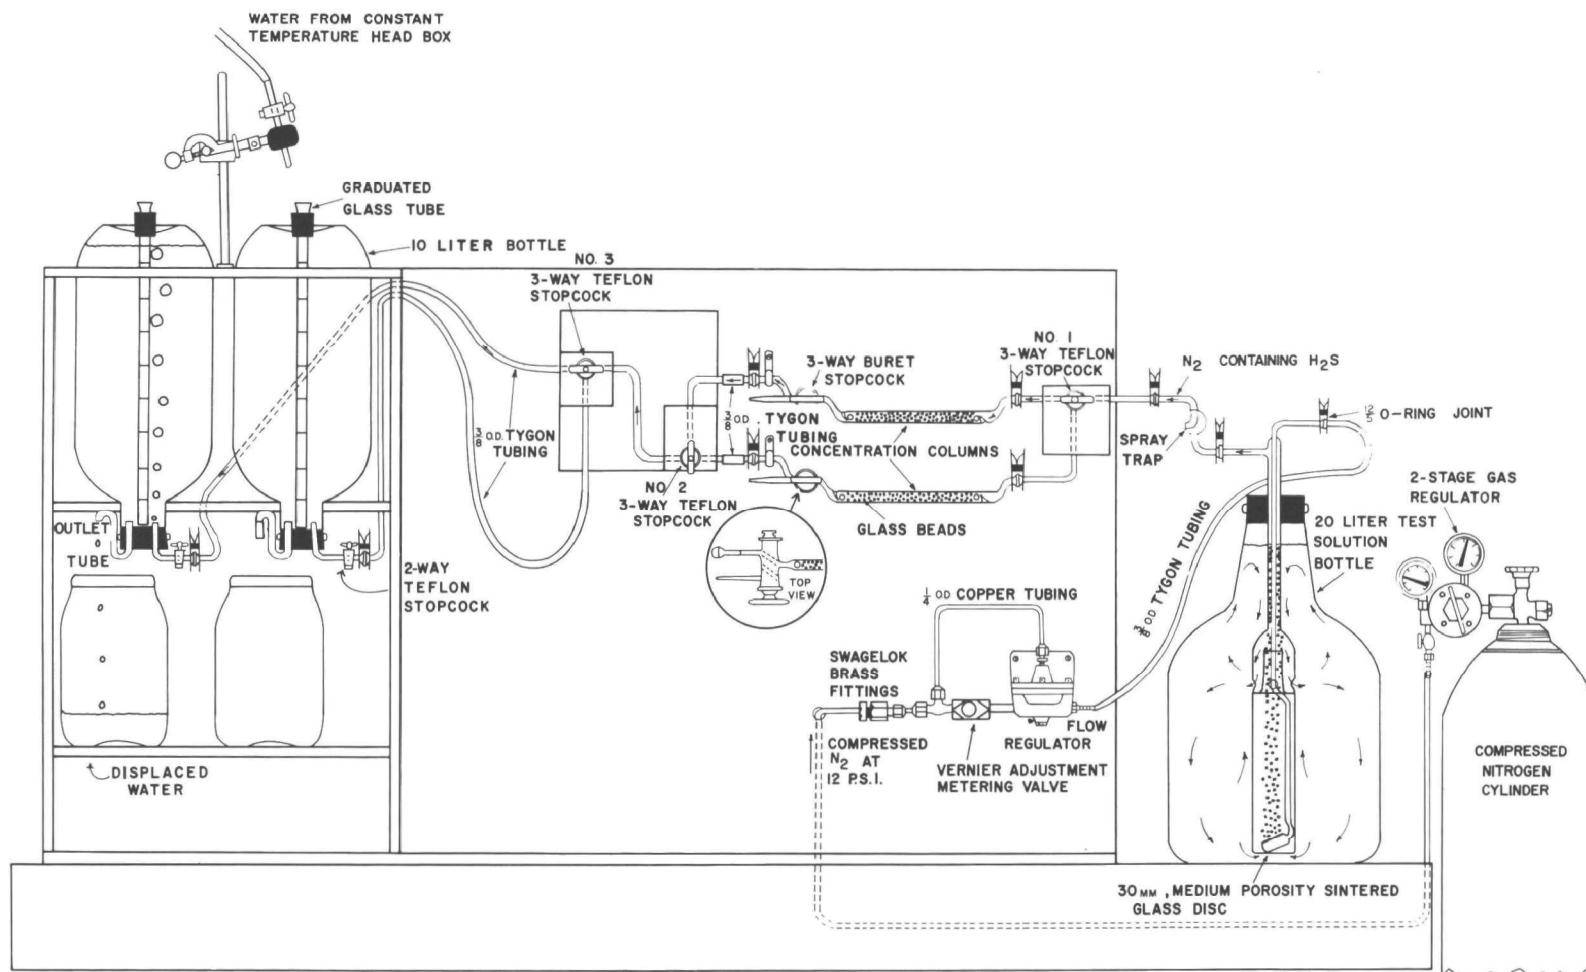 WATER FROM CONSTANT
TEMPERATURE HEAD BOX
GRADUATED
GLASS TUBE
10 LITER BOTTLE
NO. 3
3-WAY TEFLON
STOPCOCK
3-WAY BURET
STOPCOCK
NO. 1
3-WAY TEFLON
STOPCOCK
N2 CONTAINING H2S
12/5 O-RING JOINT
SPRAY
TRAP
3/8 O.D. TYGON
TUBING
3/8 O.D. TYGON
TUBING
CONCENTRATION COLUMNS
NO. 2
3-WAY TEFLON
STOPCOCK
GLASS BEADS
2-STAGE GAS
REGULATOR
20 LITER TEST
SOLUTION
BOTTLE
OUTLET
TUBE
2-WAY
TEFLON
STOPCOCK
TOP
VIEW
1/4 OD COPPER TUBING
3/8 O.D TYGON TUBING
SWAGELOK
BRASS
FITTINGS
FLOW
REGULATOR
COMPRESSED
N2 AT
12 P.S.I.
VERNIER ADJUSTMENT
METERING VALVE
DISPLACED
WATER
COMPRESSED
NITROGEN
CYLINDER
30MM, MEDIUM POROSITY SINTERED
GLASS DISC